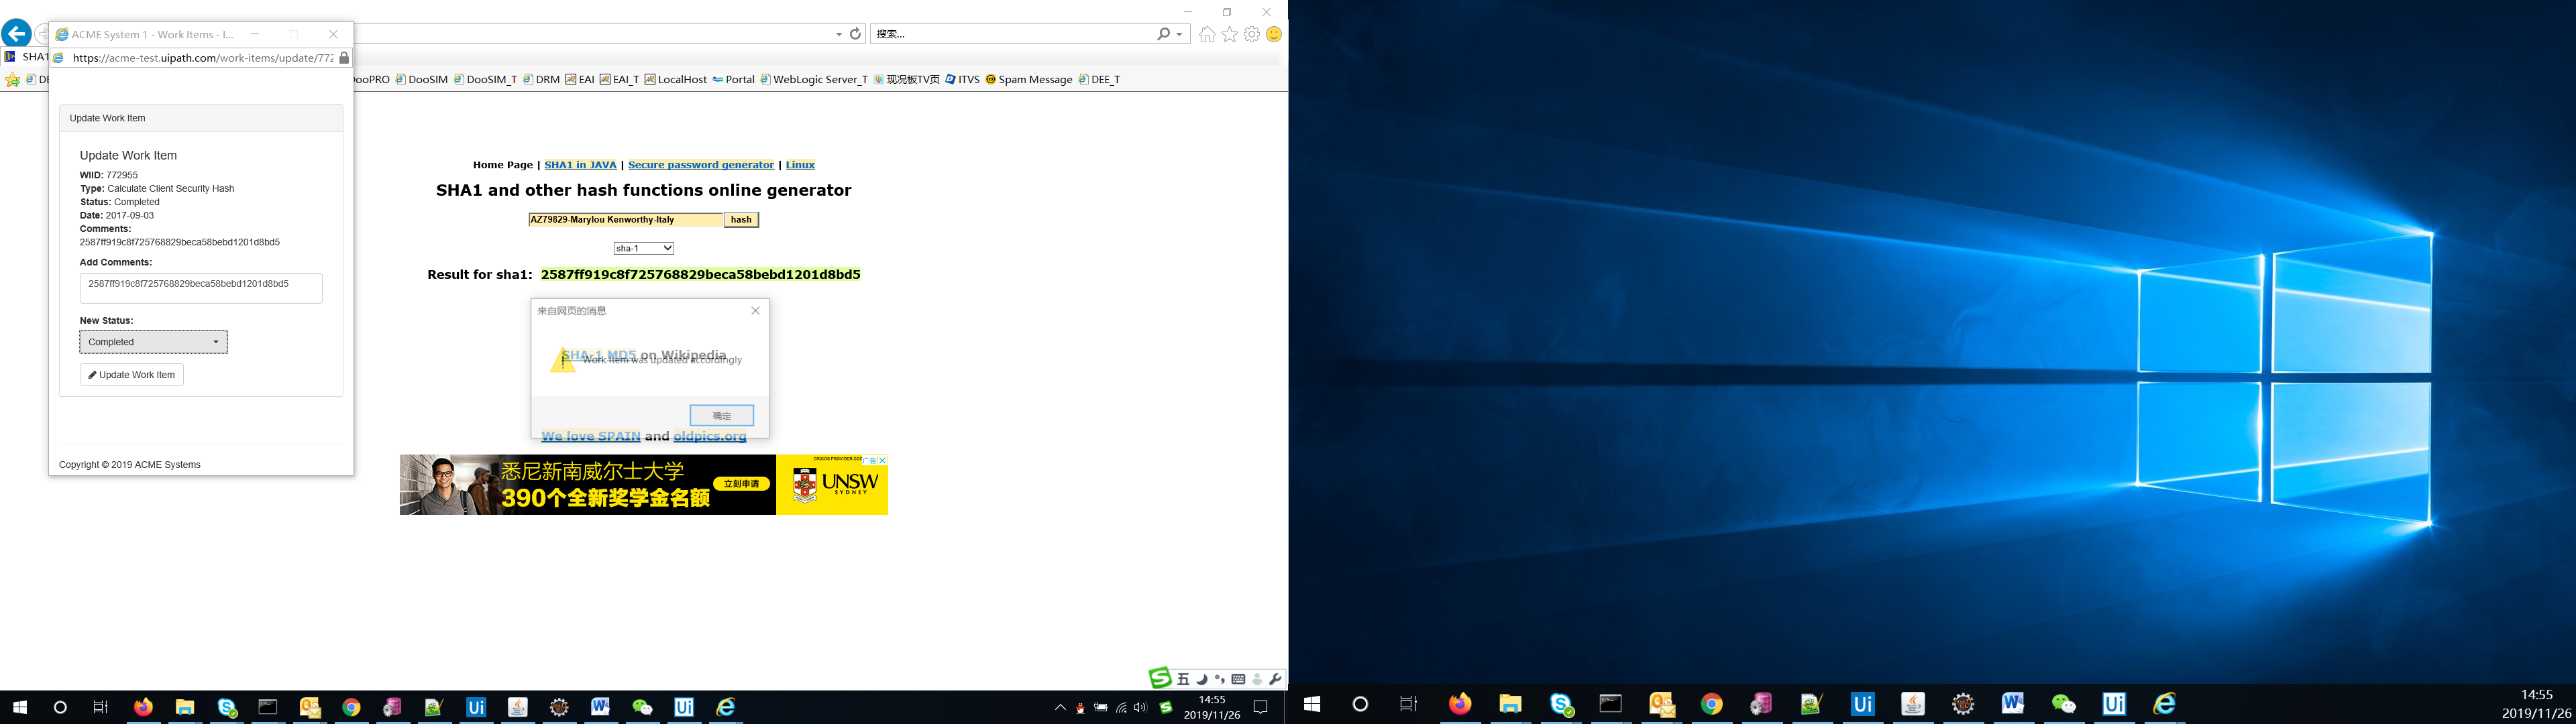 ACME System 1 - Work Items - I...
搜索...
SHA1
https://acme-test.uipath.com/work-items/update/772
DooPRO DooSIM DooSIM_T DRM EAI EAI_T LocalHost Portal WebLogic Server_T 现况板TV页 ITVS Spam Message DEE_T
Update Work Item
Update Work Item
WIID: 772955
Type: Calculate Client Security Hash
Status: Completed
Date: 2017-09-03
Comments:
2587ff919c8f725768829beca58bebd1201d8bd5
Add Comments:
2587ff919c8f725768829beca58bebd1201d8bd5
New Status:
Completed
Update Work Item
Copyright © 2019 ACME Systems
Home Page | SHA1 in JAVA | Secure password generator | Linux
SHA1 and other hash functions online generator
AZ79829-Marylou Kenworthy-Italy hash
sha-1
Result for sha1: 2587ff919c8f725768829beca58bebd1201d8bd5
来自网页的消息
SHA-1 MD5 on Wikipedia
Work Item was updated accordingly
确定
We love SPAIN and oldpics.org
悉尼新南威尔士大学
390个全新奖学金名额
立刻申请
广告
UNSW
SYDNEY
五
14:55
2019/11/26
14:55
2019/11/26